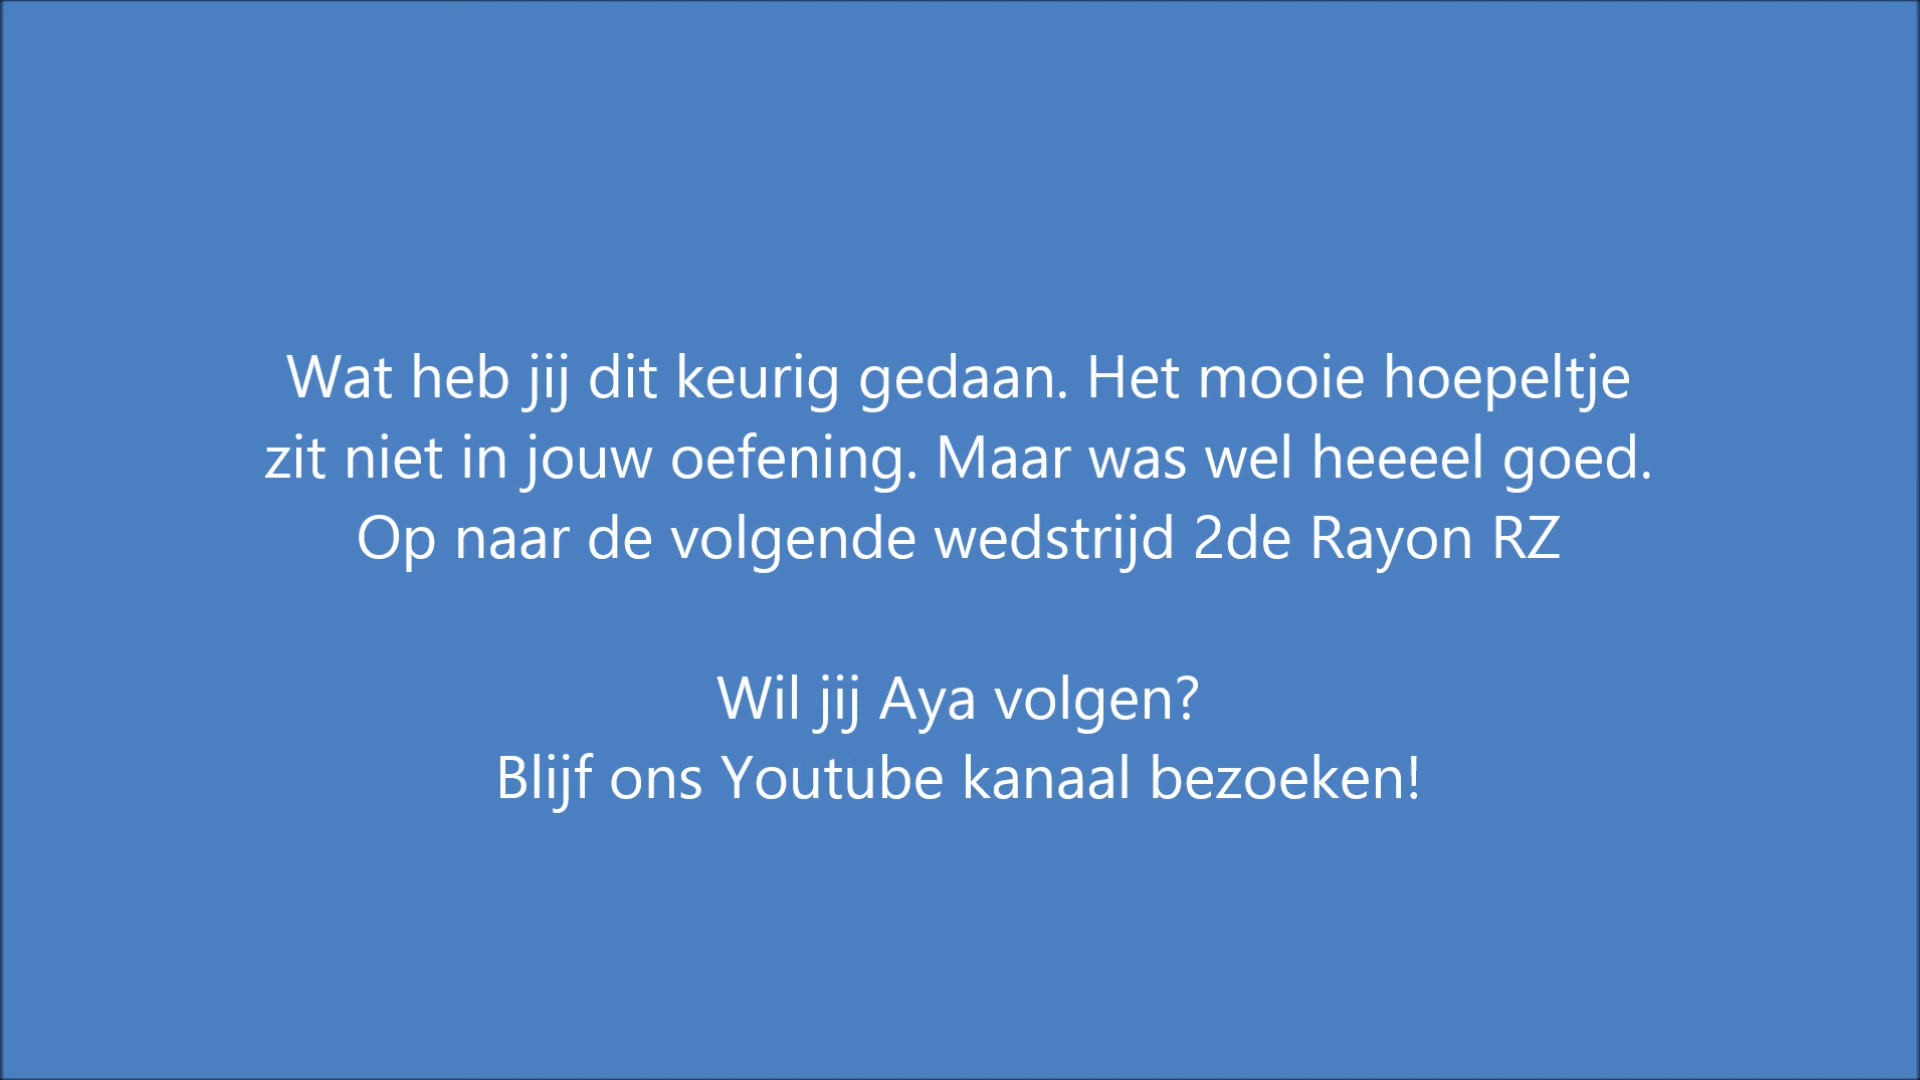 Wat heb jij dit keurig gedaan. Het mooie hoepeltje
zit niet in jouw oefening. Maar was wel heeeel goed.
Op naar de volgende wedstrijd 2de Rayon RZ
Wil jij Aya volgen?
Blijf ons Youtube kanaal bezoeken!